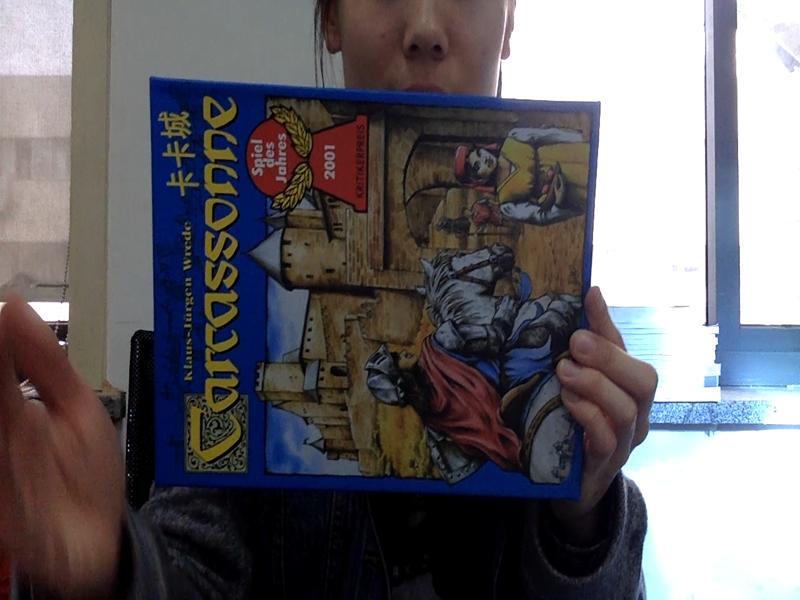 卡卡城
Klaus-Jürgen Wrede
Carcassonne
Spiel
des
Jahres
2001
KRITIKERPREIS